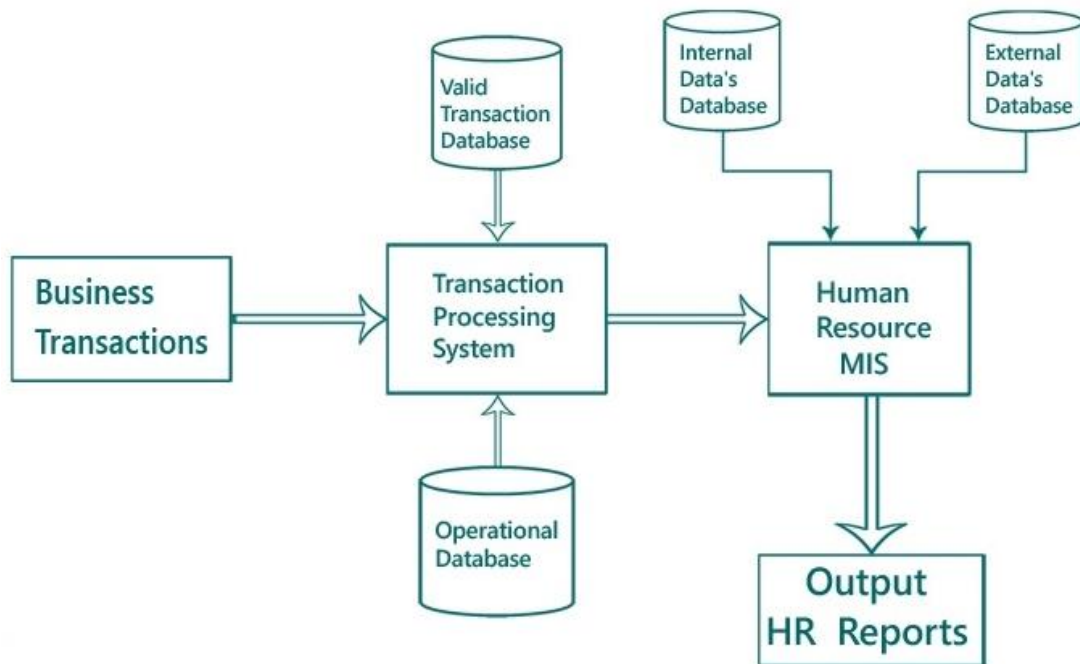 Valid
Transaction
Database
Internal
Data's
Database
External
Data's
Database
Business
Transactions
Transaction
Processing
System
Human
Resource
MIS
Operational
Database
Output
HR Reports